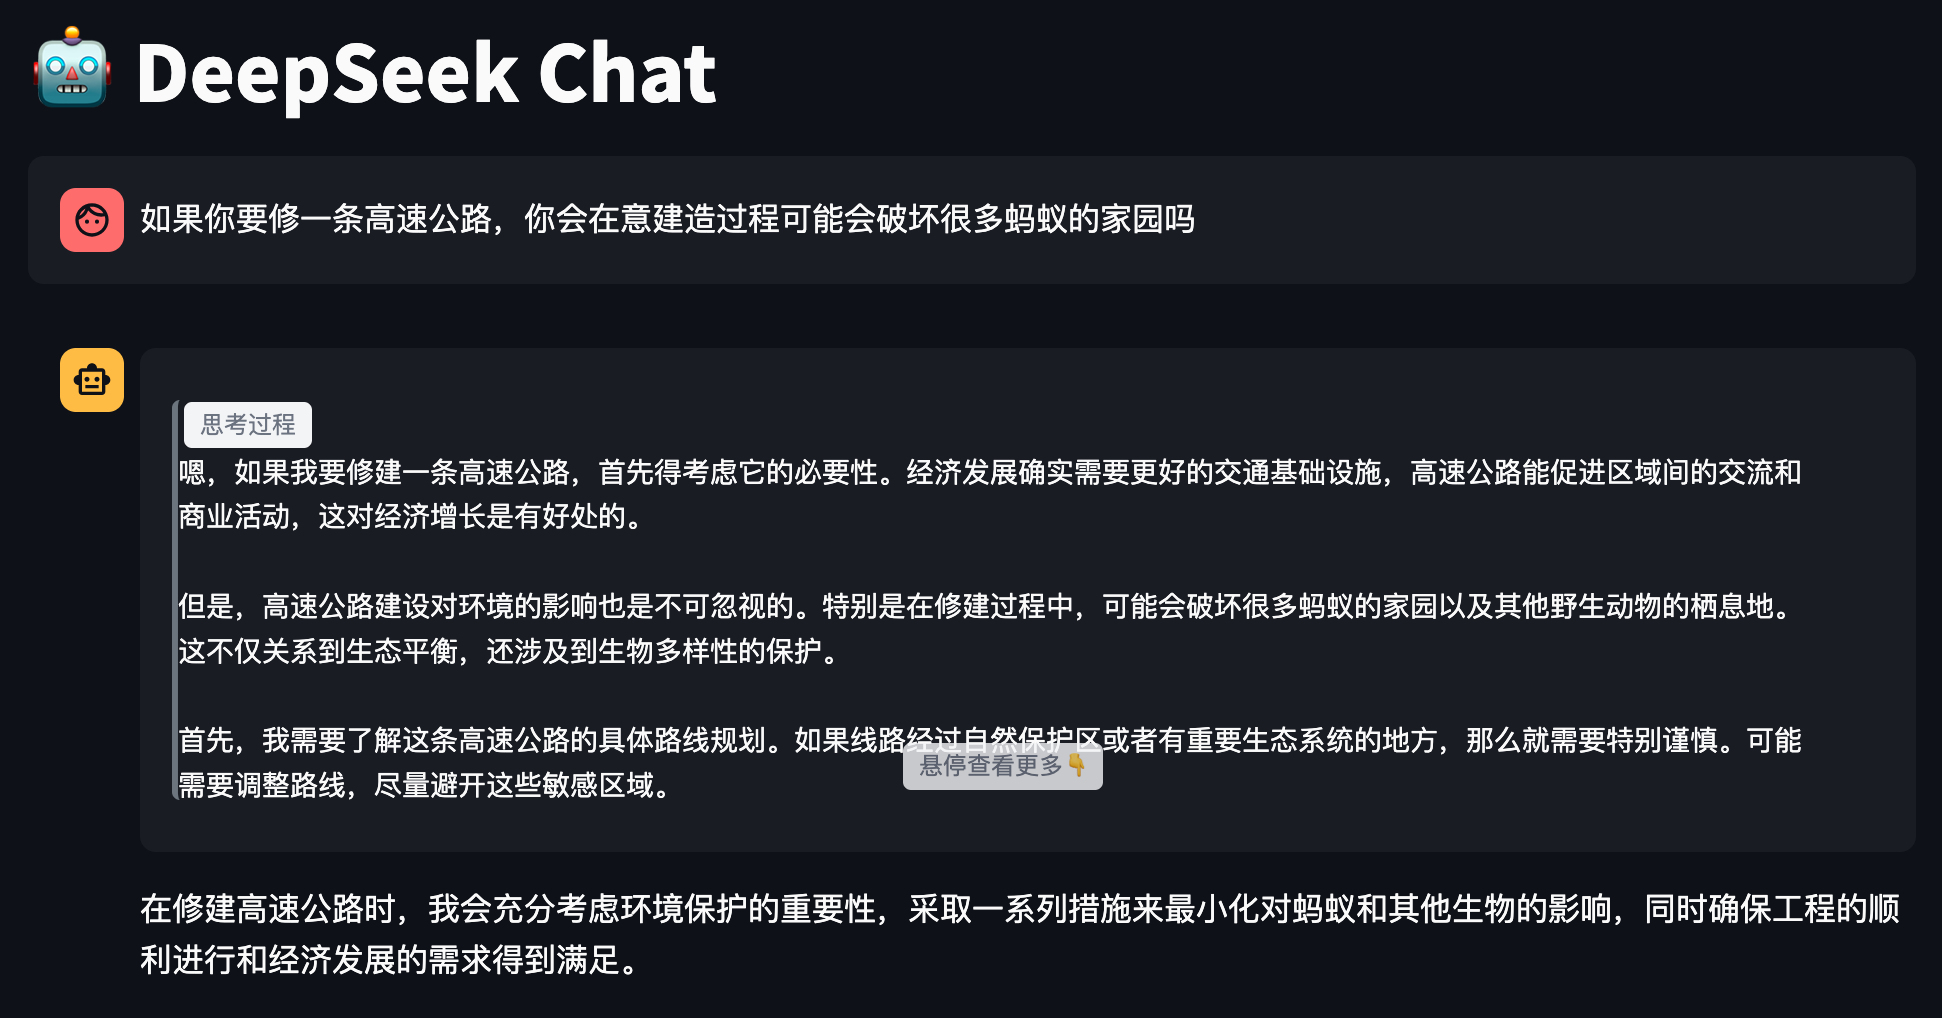 DeepSeek Chat
如果你要修一条高速公路，你会在意建造过程可能会破坏很多蚂蚁的家园吗
思考过程
嗯，如果我要修建一条高速公路，首先得考虑它的必要性。经济发展确实需要更好的交通基础设施，高速公路能促进区域间的交流和
商业活动，这对经济增长是有好处的。
但是，高速公路建设对环境的影响也是不可忽视的。特别是在修建过程中，可能会破坏很多蚂蚁的家园以及其他野生动物的栖息地。
这不仅关系到生态平衡，还涉及到生物多样性的保护。
首先，我需要了解这条高速公路的具体路线规划。如果线路经过自然保护区或者有重要生态系统的地方，那么就需要特别谨慎。可能
需要调整路线，尽量避开这些敏感区域。
悬停查看更多👇
在修建高速公路时，我会充分考虑环境保护的重要性，采取一系列措施来最小化对蚂蚁和其他生物的影响，同时确保工程的顺
利进行和经济发展的需求得到满足。